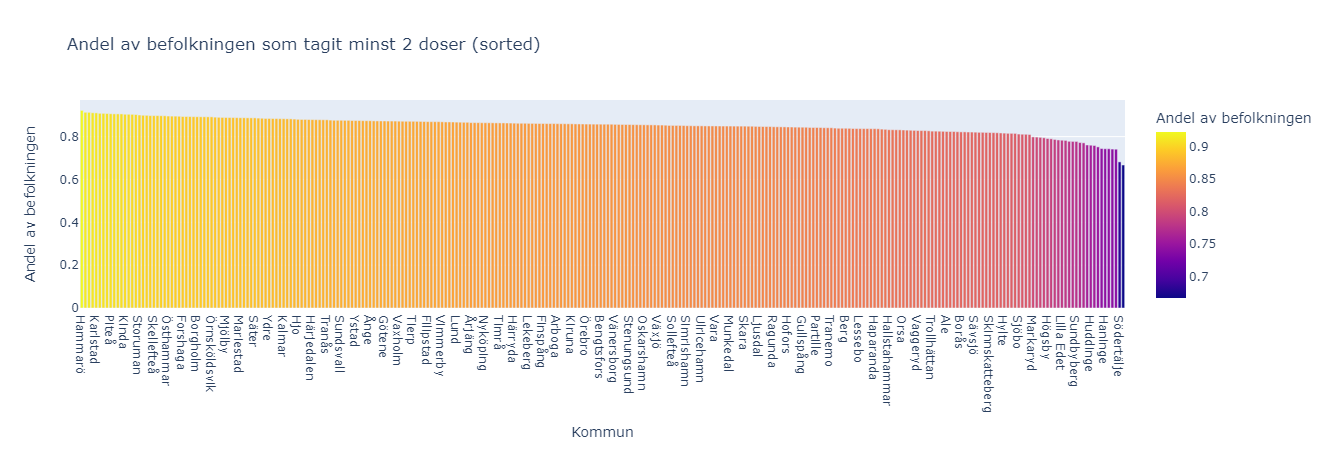 Andel av befolkningen som tagit minst 2 doser (sorted)
Andel av befolkningen
0.8
0.6
0.4
0.2
0
Hammarö
Karlstad
Piteå
Kinda
Storuman
Skellefteå
Östhammar
Forshaga
Borgholm
Örnsköldsvik
Mjölby
Mariestad
Säter
Ydre
Kalmar
Hjo
Härjedalen
Tranås
Sundsvall
Ystad
Ånge
Götene
Vaxholm
Tierp
Filipstad
Vimmerby
Lund
Årjäng
Nyköping
Timrå
Härryda
Lekeberg
Finspång
Arboga
Kiruna
Örebro
Bengtsfors
Vänersborg
Stenungsund
Oskarshamn
Växjö
Sollefteå
Simrishamn
Ulricehamn
Vara
Munkedal
Skara
Ljusdal
Ragunda
Hofors
Gullspång
Partille
Tranemo
Berg
Lessebo
Haparanda
Hallstahammar
Orsa
Vaggeryd
Trollhättan
Ale
Borås
Sävsjö
Skinnskatteberg
Hylte
Sjöbo
Markaryd
Högsby
Lilla Edet
Sundbyberg
Huddinge
Haninge
Södertälje
Kommun
Andel av befolkningen
0.9
0.85
0.8
0.75
0.7